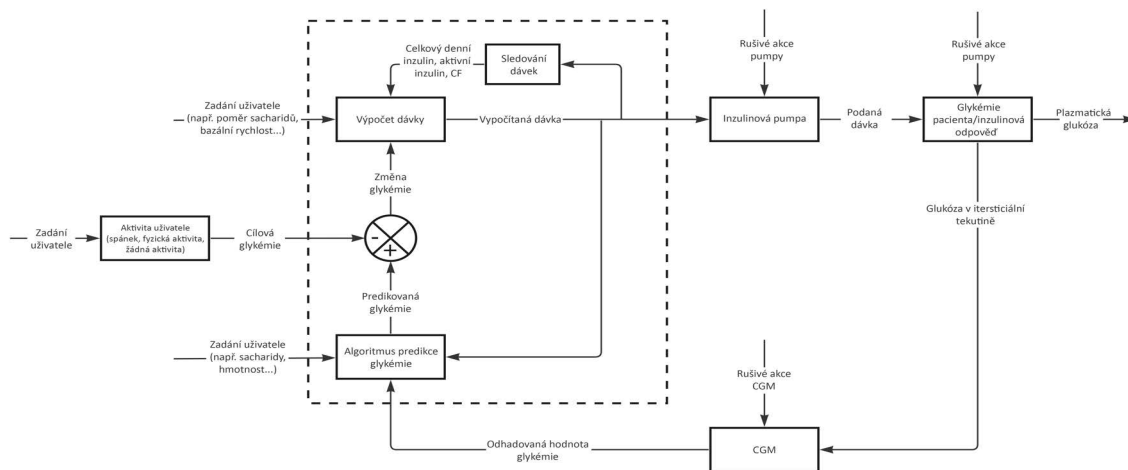 Celkový denní
inzulin, aktivní
inzulin, CF
Sledování
dávek
Rušivé akce
pumpy
Rušivé akce
pumpy
Zadání uživatele
(např. poměr sacharidů,
bazální rychlost...)
Výpočet dávky
Vypočítaná dávka
Inzulinová pumpa
Podaná
dávka
Glykémie
pacienta/inzulinová
odpověď
Plazmatická
glukóza
Změna
glykémie
Glukóza v itersticiální
tekutině
Zadání
uživatele
Aktivita uživatele
(spánek, fyzická aktivita,
žádná aktivita)
Cílová
glykémie
-
+
Predikovaná
glykémie
Zadání uživatele
(např. sacharidy,
hmotnost...)
Algoritmus predikce
glykémie
Rušivé akce
CGM
Odhadovaná hodnota
glykémie
CGM